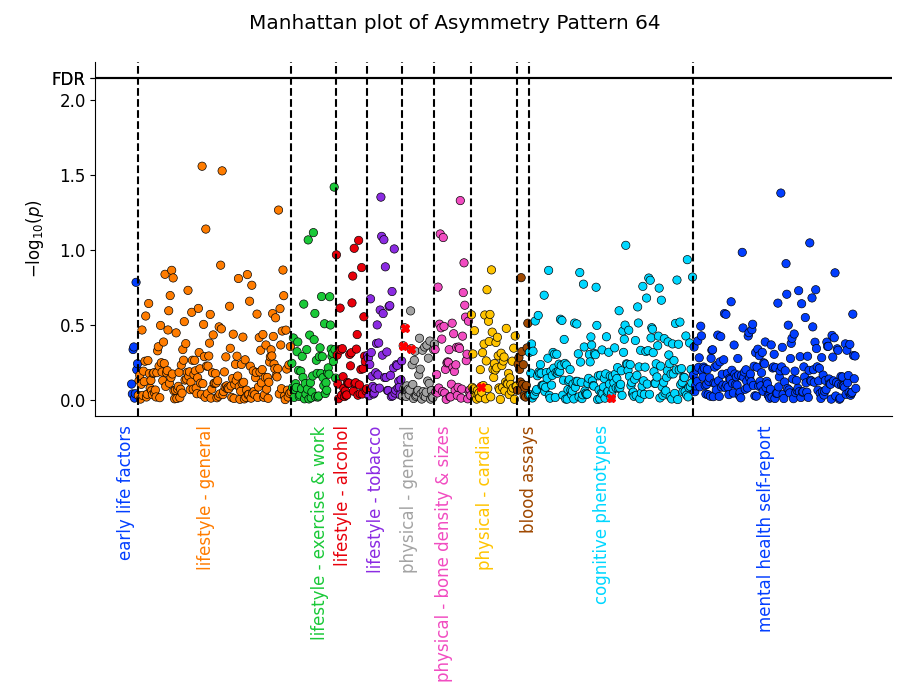 Manhattan plot of Asymmetry Pattern 64
FDR
2.0
1.5
1.0
0.5
0.0
−log10(p)
early life factors
lifestyle - general
lifestyle - exercise & work
lifestyle - alcohol
lifestyle - tobacco
physical - general
physical - bone density & sizes
physical - cardiac
blood assays
cognitive phenotypes
mental health self-report